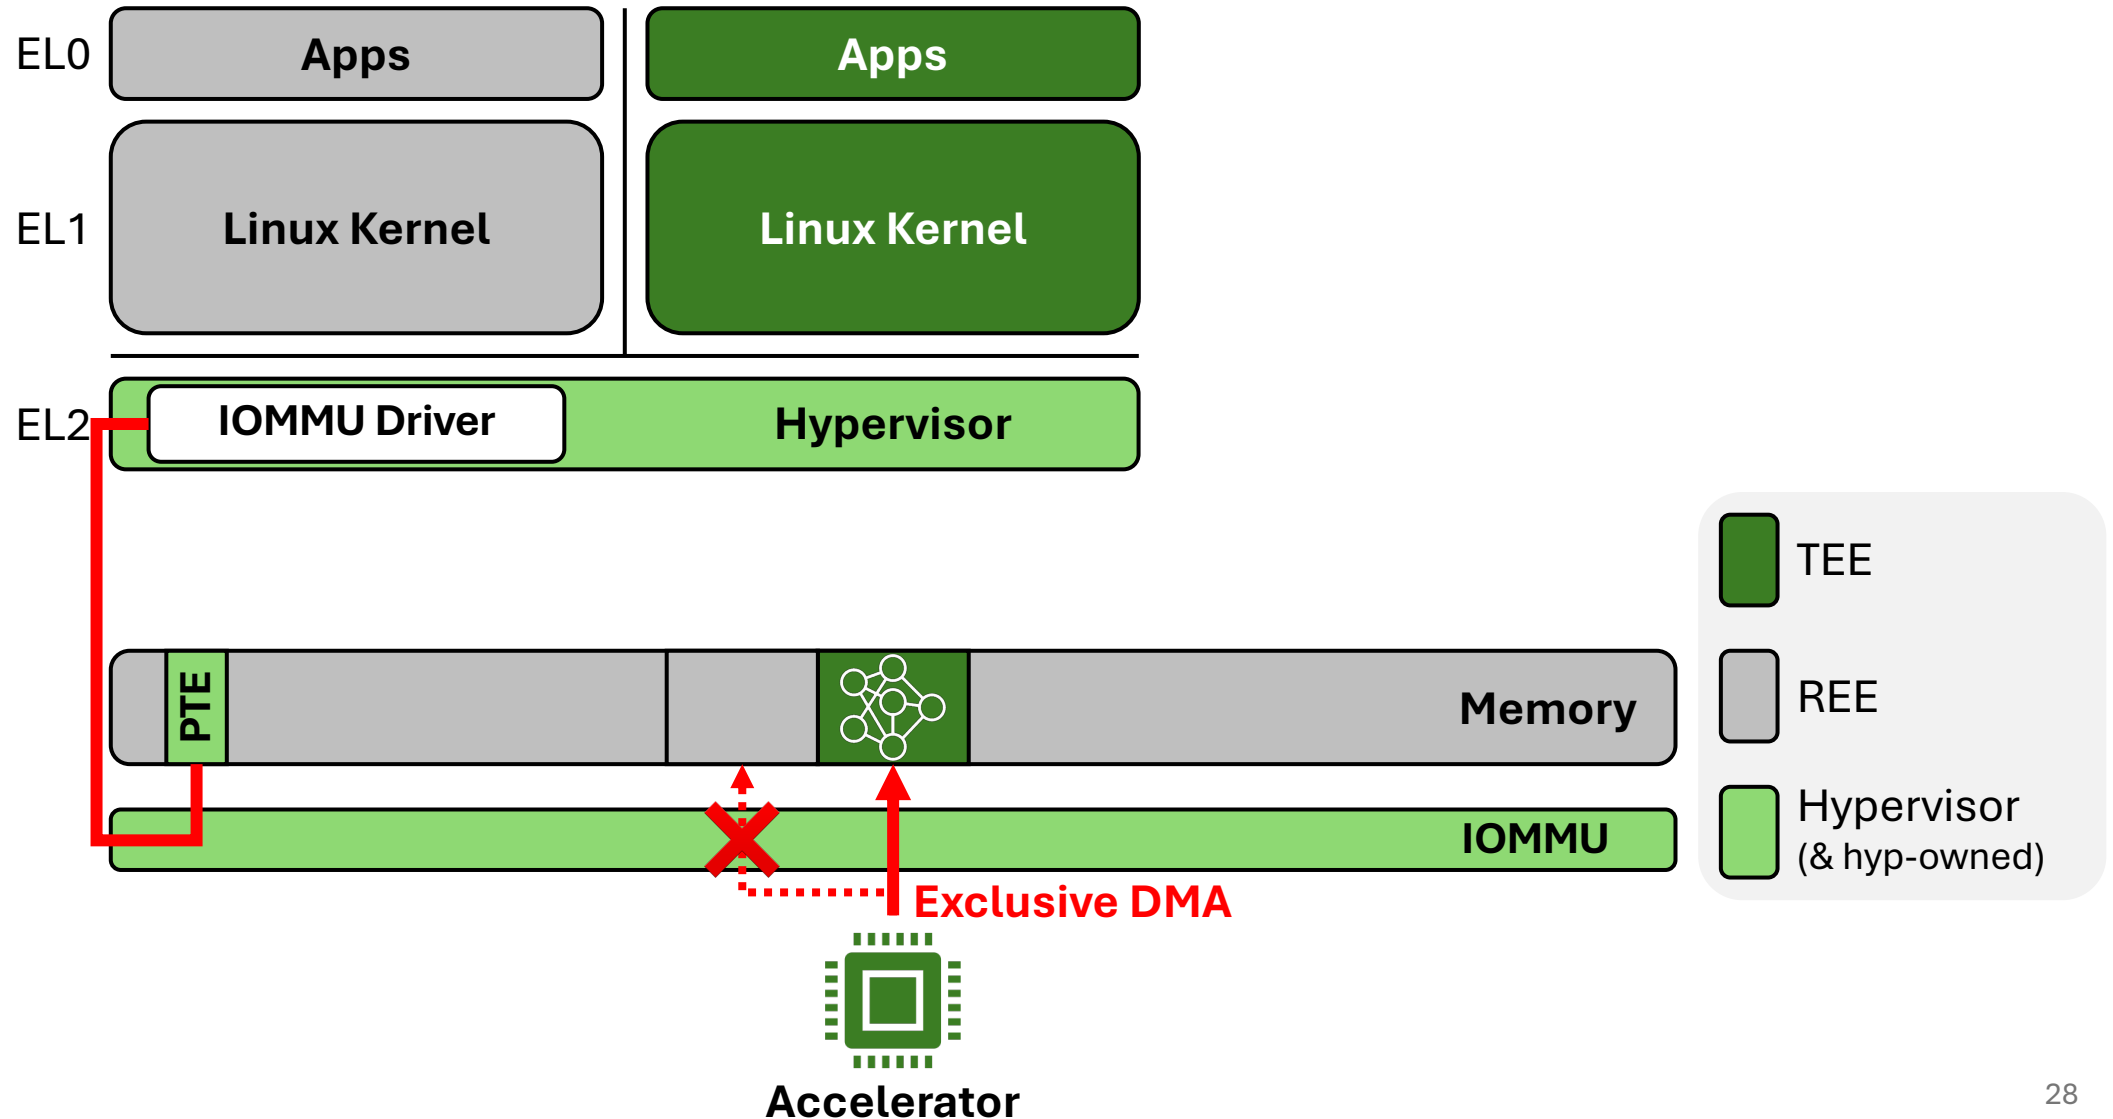 EL0
Apps
Apps
EL1
Linux Kernel
Linux Kernel
EL2
IOMMU Driver
Hypervisor
TEE
PTE
Memory
REE
Hypervisor
(& hyp-owned)
IOMMU
Exclusive DMA
Accelerator
28